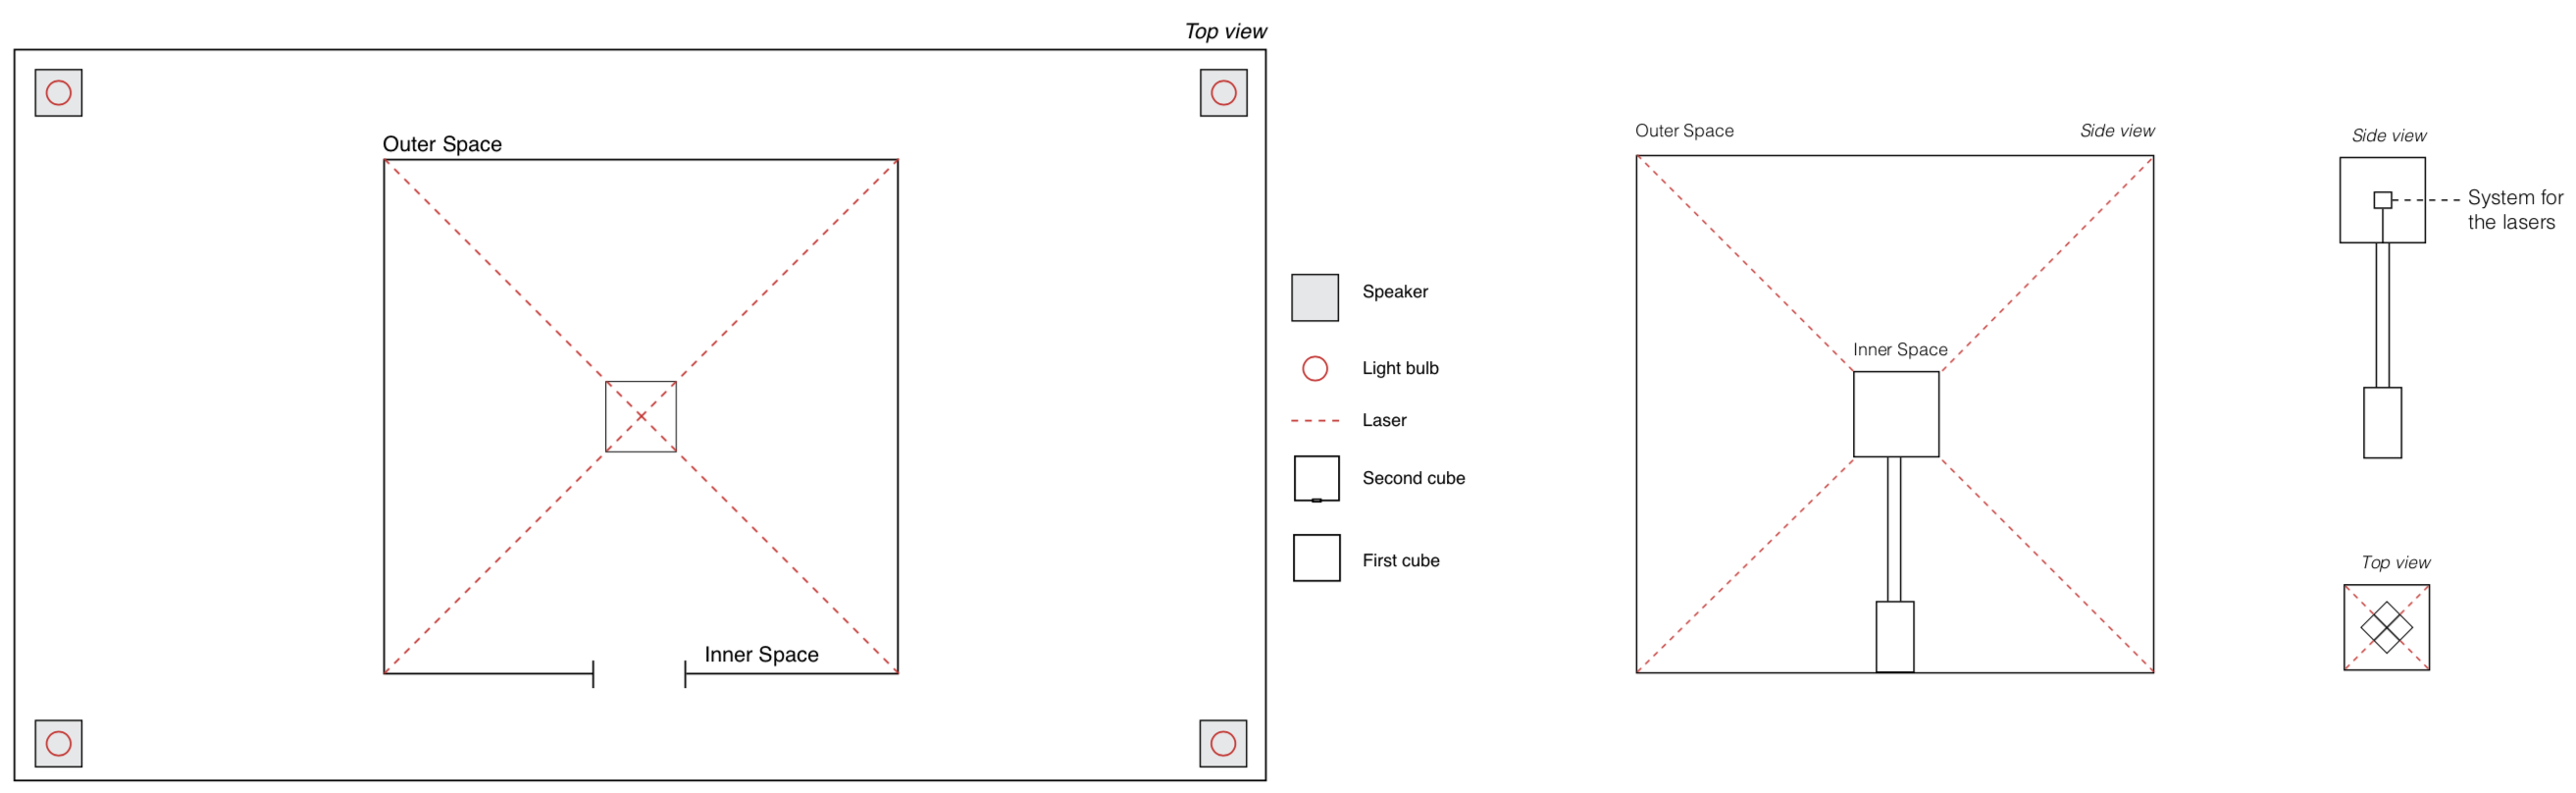 Top view
Outer Space
Inner Space
Speaker
Light bulb
Laser
Second cube
First cube
Outer Space
Side view
Inner Space
Side view
System for
the lasers
Top view